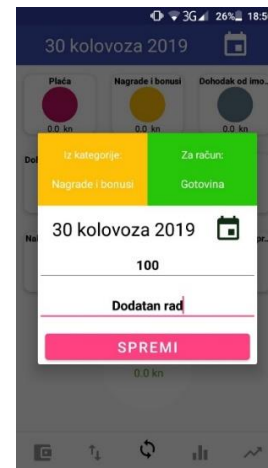 3G 26% 18:5
30 kolovoza 2019
Plaća
Nagrade i bonusi
Dohodak od imo..
0.0 kn
0.0 kn
0.0 kn
Iz kategorije:
Za račun:
Nagrade i bonusi
Gotovina
30 kolovoza 2019
100
Dodatan rad
SPREMI
0.0 kn